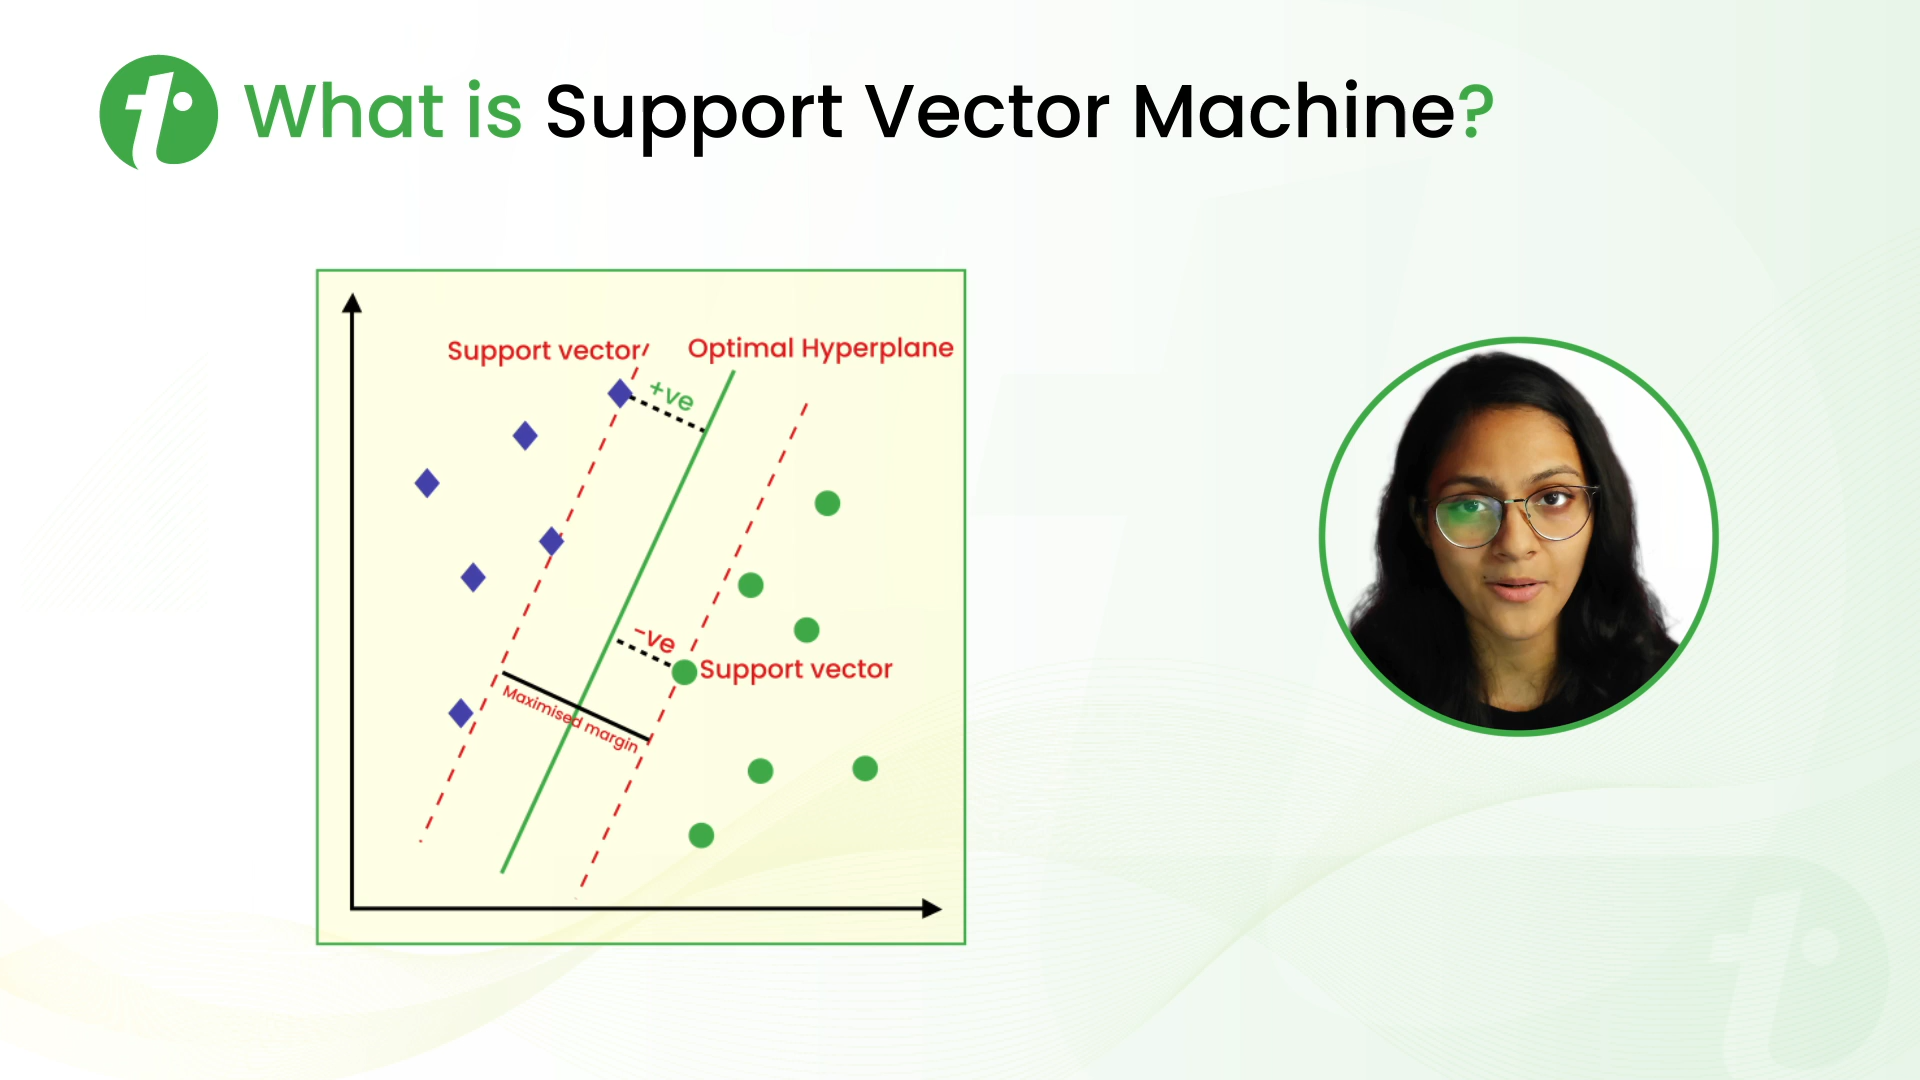 What is Support Vector Machine?
Support vector
Optimal Hyperplane
+ve
-ve
Support vector
Maximised margin